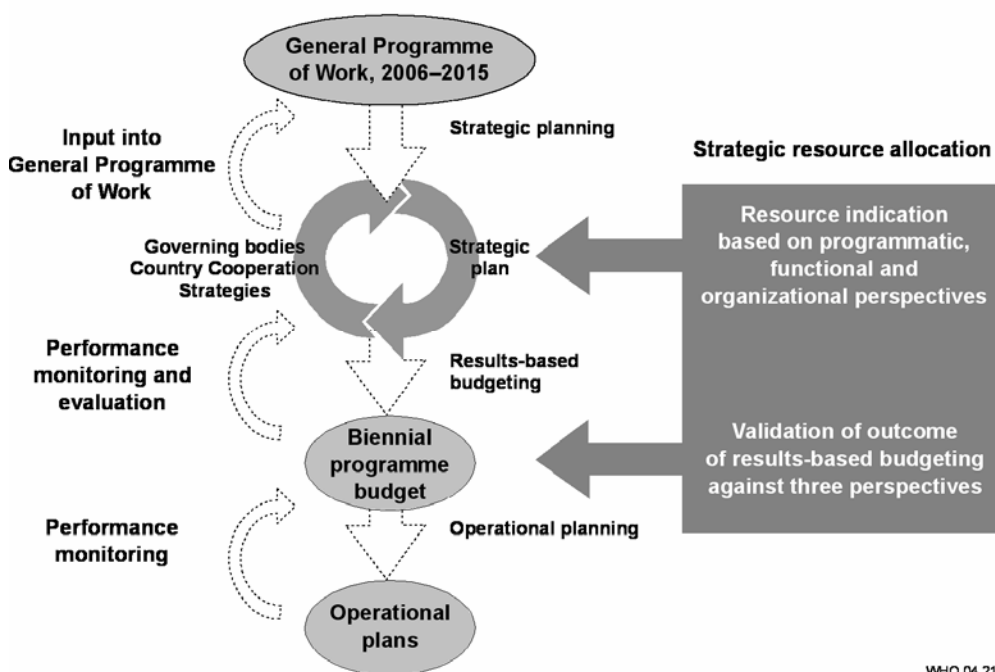 General Programme
of Work, 2006–2015
Strategic planning
Input into
General Programme
of Work
Strategic resource allocation
Resource indication
based on programmatic,
functional and
organizational perspectives
Governing bodies
Country Cooperation
Strategies
Strategic
plan
Performance
monitoring and
evaluation
Results-based
budgeting
Biennial
programme
budget
Validation of outcome
of results-based budgeting
against three perspectives
Performance
monitoring
Operational planning
Operational
plans
WHO 04.21